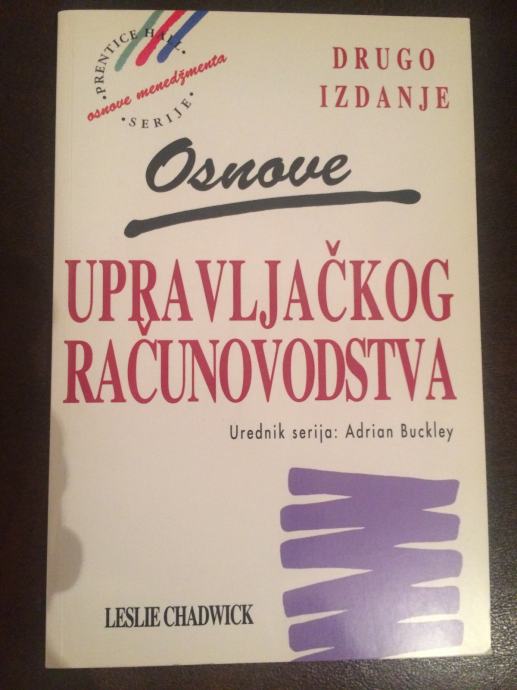 • PRENTICE HALL •
osnove menedžmenta
• SERIJE •
DRUGO
IZDANJE
Osnove
UPRAVLJAČKOG
RAČUNOVODSTVA
Urednik serija: Adrian Buckley
LESLIE CHADWICK